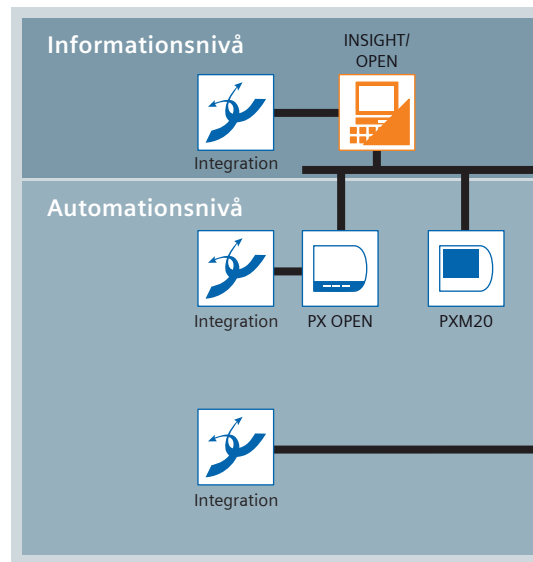 Informationsnivå
INSIGHT/
OPEN
Integration
Automationsnivå
Integration
PX OPEN
PXM20
Integration